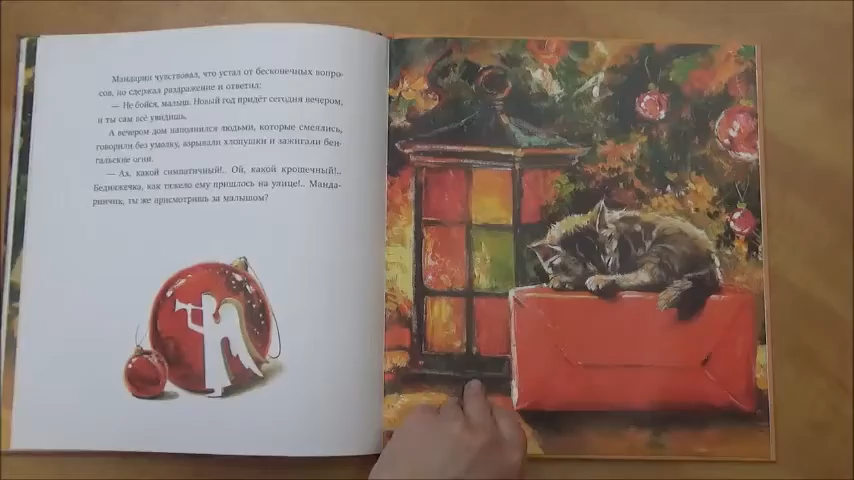 Мандарин чувствовал, что устал от бесконечных вопро-
сов, но сдержал раздражение и ответил:
— Не бойся, малыш. Новый год придёт сегодня вечером,
и ты сам всё увидишь.
А вечером дом наполнился людьми, которые смеялись,
говорили без умолку, взрывали хлопушки и зажигали бен-
гальские огни.
— Ах, какой симпатичный!.. Ой, какой крошечный!..
Бедняжечка, как тяжело ему пришлось на улице!.. Манда-
ринчик, ты же присмотришь за малышом?